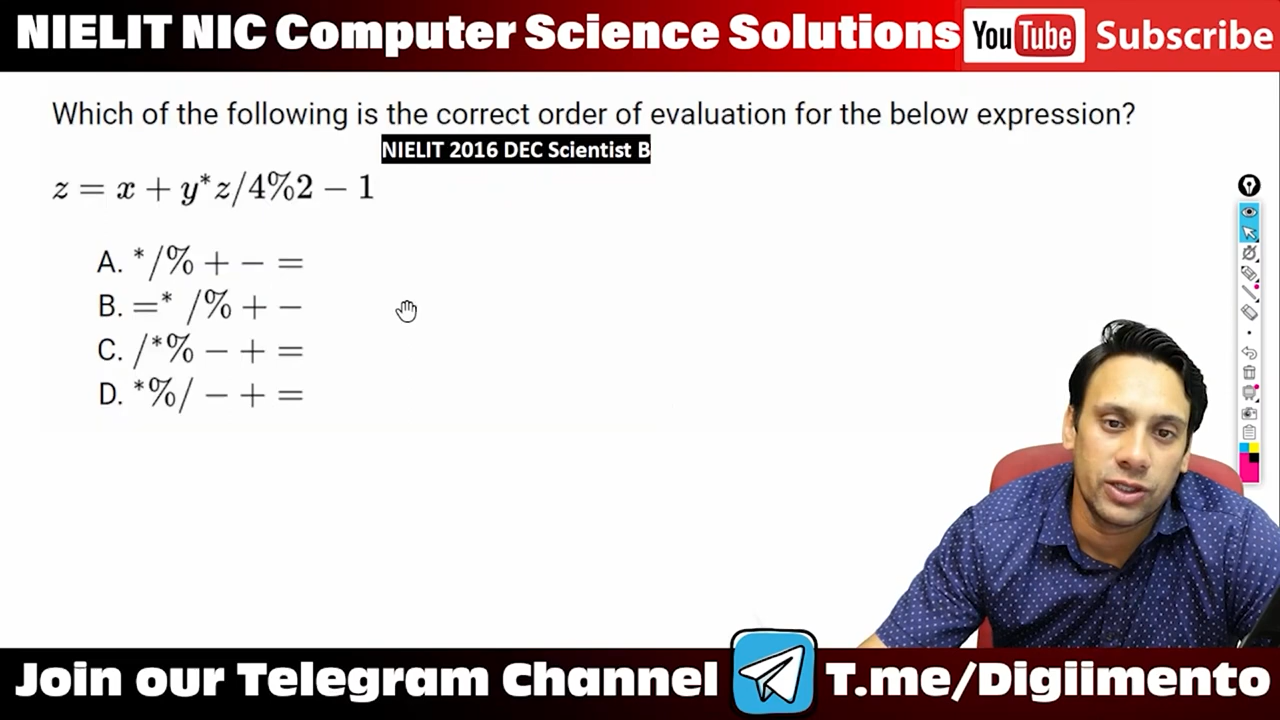 NIELIT NIC Computer Science Solutions YouTube Subscribe
Which of the following is the correct order of evaluation for the below expression?
NIELIT 2016 DEC Scientist B
z = x + y*z/4%2 − 1
A. */% + − =
B. =* /% + −
C. /*% − + =
D. *%/ − + =
Join our Telegram Channel T.me/Digiimento